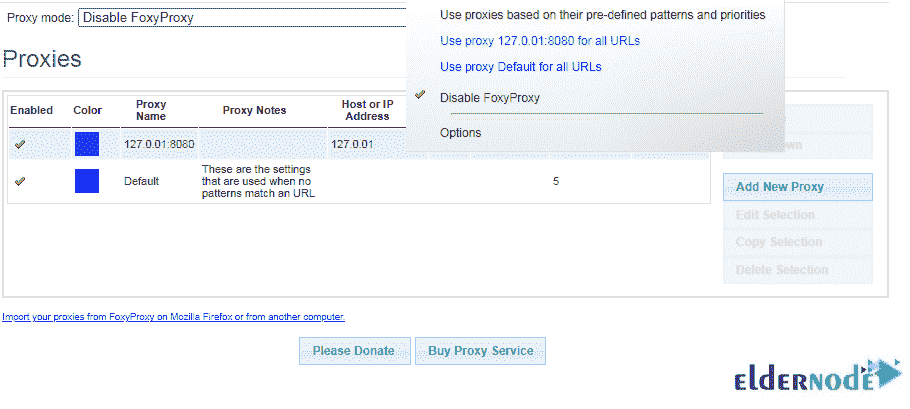 Proxy mode: Disable FoxyProxy
Use proxies based on their pre-defined patterns and priorities
Use proxy 127.0.01:8080 for all URLs
Use proxy Default for all URLs
Disable FoxyProxy
Options
Proxies
Enabled Color Proxy Name Proxy Notes Host or IP Address
127.0.01:8080 127.0.01
Default These are the settings that are used when no patterns match an URL 5
Add New Proxy
Edit Selection
Copy Selection
Delete Selection
Import your proxies from FoxyProxy on Mozilla Firefox or from another computer.
Please Donate Buy Proxy Service
eldernode